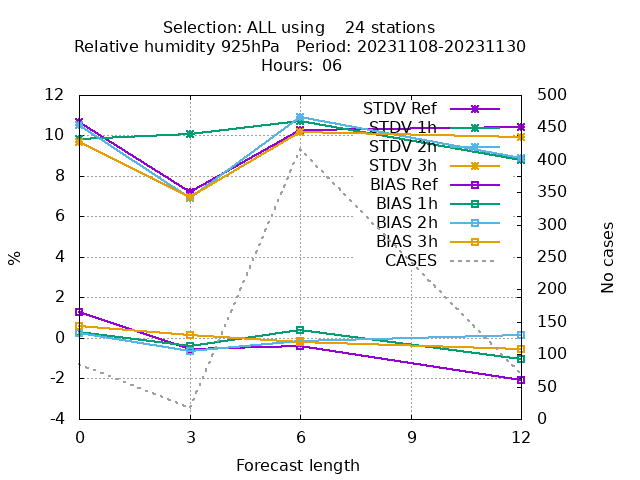 Selection: ALL using    24 stations
Relative humidity 925hPa   Period: 20231108-20231130
Hours: 06
STDV Ref
STDV 1h
STDV 2h
STDV 3h
BIAS Ref
BIAS 1h
BIAS 2h
BIAS 3h
CASES
12
10
8
6
4
2
0
-2
-4
%
500
450
400
350
300
250
200
150
100
50
0
No cases
0 3 6 9 12
Forecast length